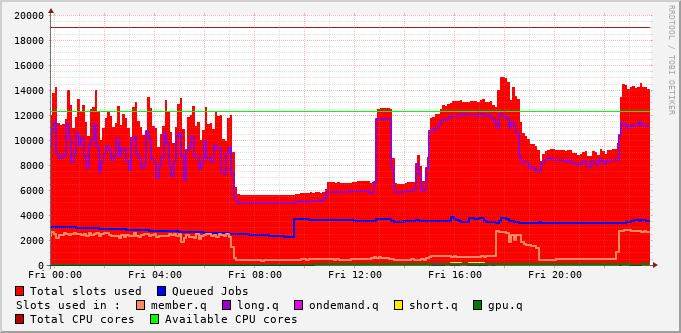 20000
18000
16000
14000
12000
10000
8000
6000
4000
2000
0
Fri 00:00 Fri 04:00 Fri 08:00 Fri 12:00 Fri 16:00 Fri 20:00
Total slots used Queued Jobs
Slots used in : member.q long.q ondemand.q short.q gpu.q
Total CPU cores Available CPU cores
RRDTOOL / TOBI OETIKER